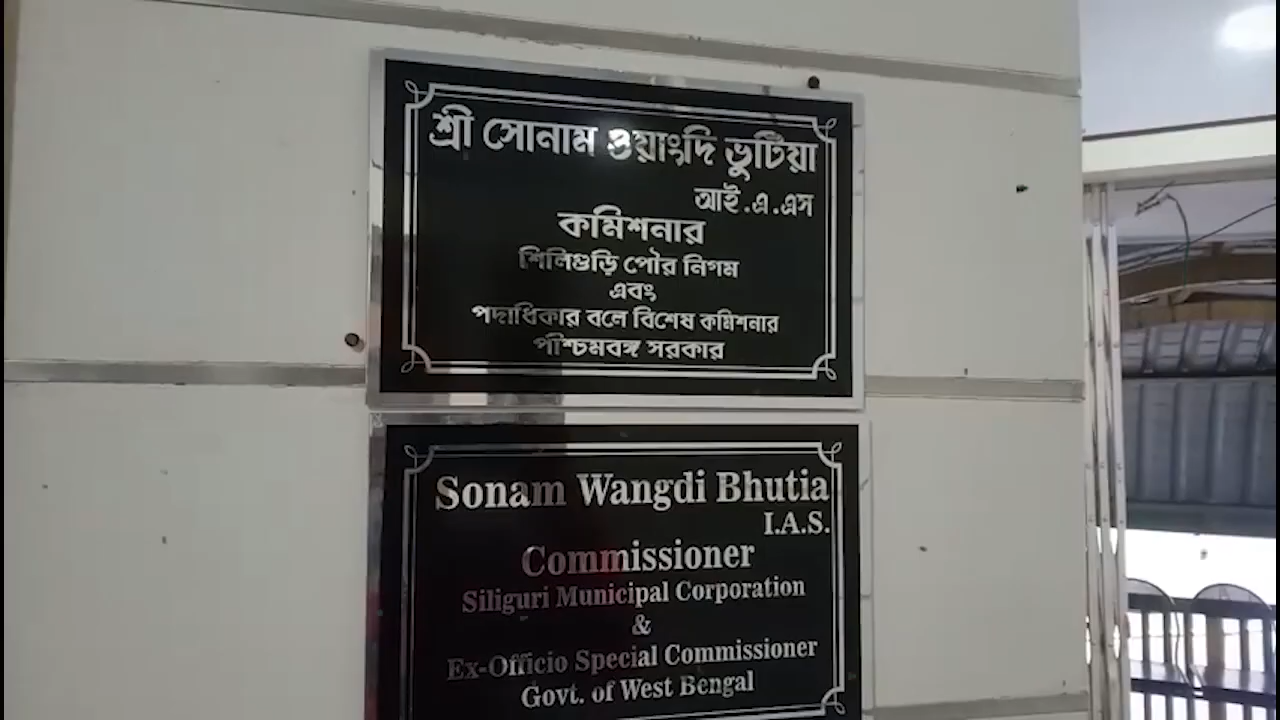 শ্রী সোনাম ওয়াংদি ভুটিয়া
আই.এ.এস
কমিশনার
শিলিগুড়ি পৌর নিগম
এবং
পদাধিকার বলে বিশেষ কমিশনার
পশ্চিমবঙ্গ সরকার
Sonam Wangdi Bhutia
I.A.S.
Commissioner
Siliguri Municipal Corporation
&
Ex-Officio Special Commissioner
Govt. of West Bengal